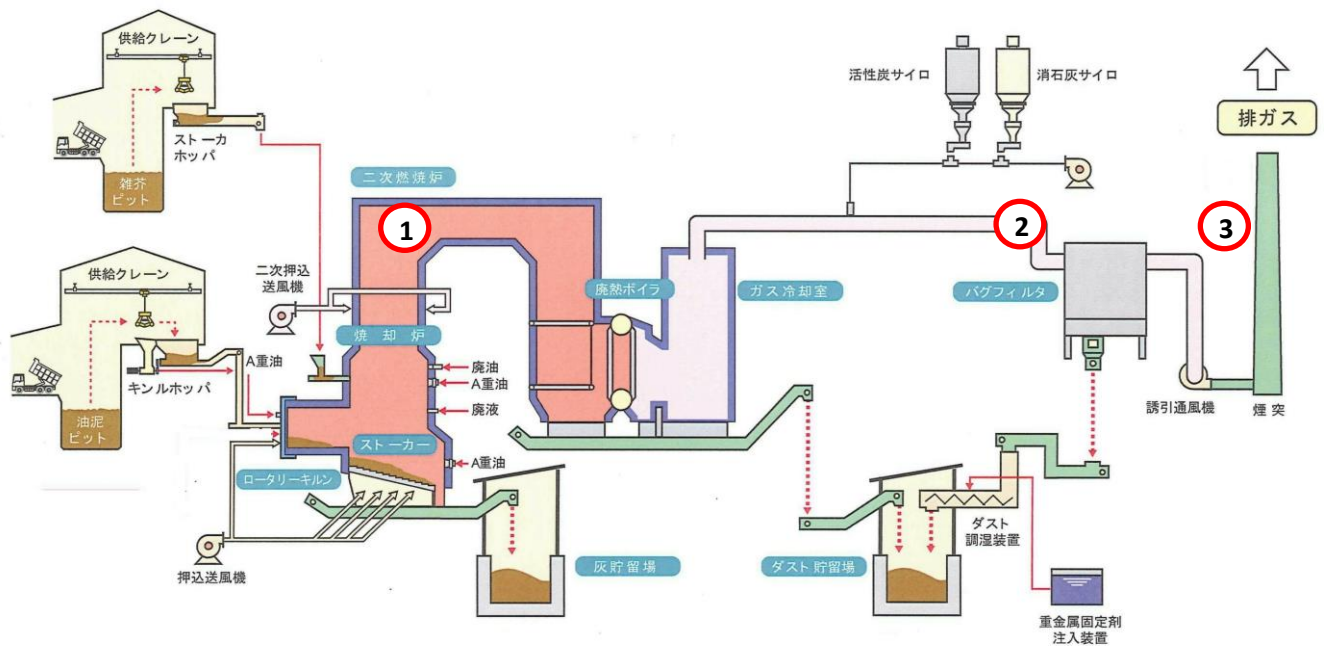 供給クレーン
ストーカ
ホッパ
雑芥
ピット
供給クレーン
A重油
キンルホッパ
油泥
ピット
二次燃焼炉
1
二次押込
送風機
焼却炉
廃油
A重油
廃液
ストーカー
A重油
ロータリーキルン
押込送風機
灰貯留場
廃熱ボイラ
ガス冷却室
活性炭サイロ
消石灰サイロ
2
バグフィルタ
3
排ガス
誘引通風機
煙突
ダスト
調湿装置
ダスト貯留場
重金属固定剤
注入装置